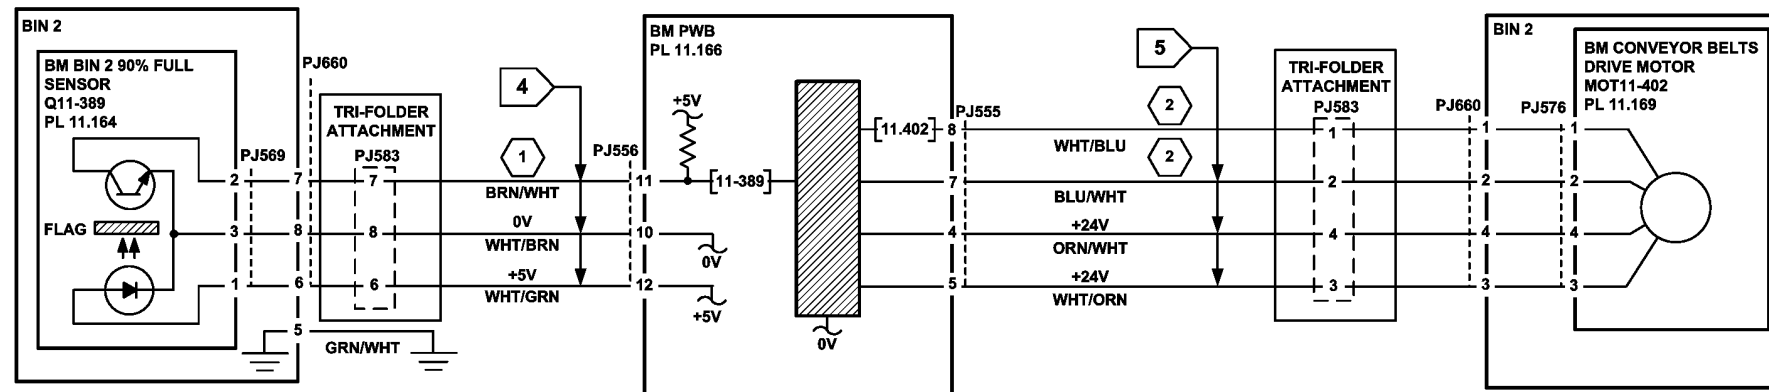 BIN 2
BM BIN 2 90% FULL
SENSOR
Q11-389
PL 11.164
FLAG
PJ569
2
3
1
PJ660
7
8
6
5
GRN/WHT
TRI-FOLDER
ATTACHMENT
PJ583
7
8
6
4
1
BRN/WHT
0V
WHT/BRN
+5V
WHT/GRN
PJ556
11
10
12
BM PWB
PL 11.166
+5V
[11-389]
0V
+5V
0V
[11.402]
8
7
4
5
PJ555
5
2
2
WHT/BLU
BLU/WHT
+24V
ORN/WHT
+24V
WHT/ORN
TRI-FOLDER
ATTACHMENT
PJ583
1
2
4
3
PJ660
1
2
4
3
BIN 2
PJ576
1
2
4
3
BM CONVEYOR BELTS
DRIVE MOTOR
MOT11-402
PL 11.169